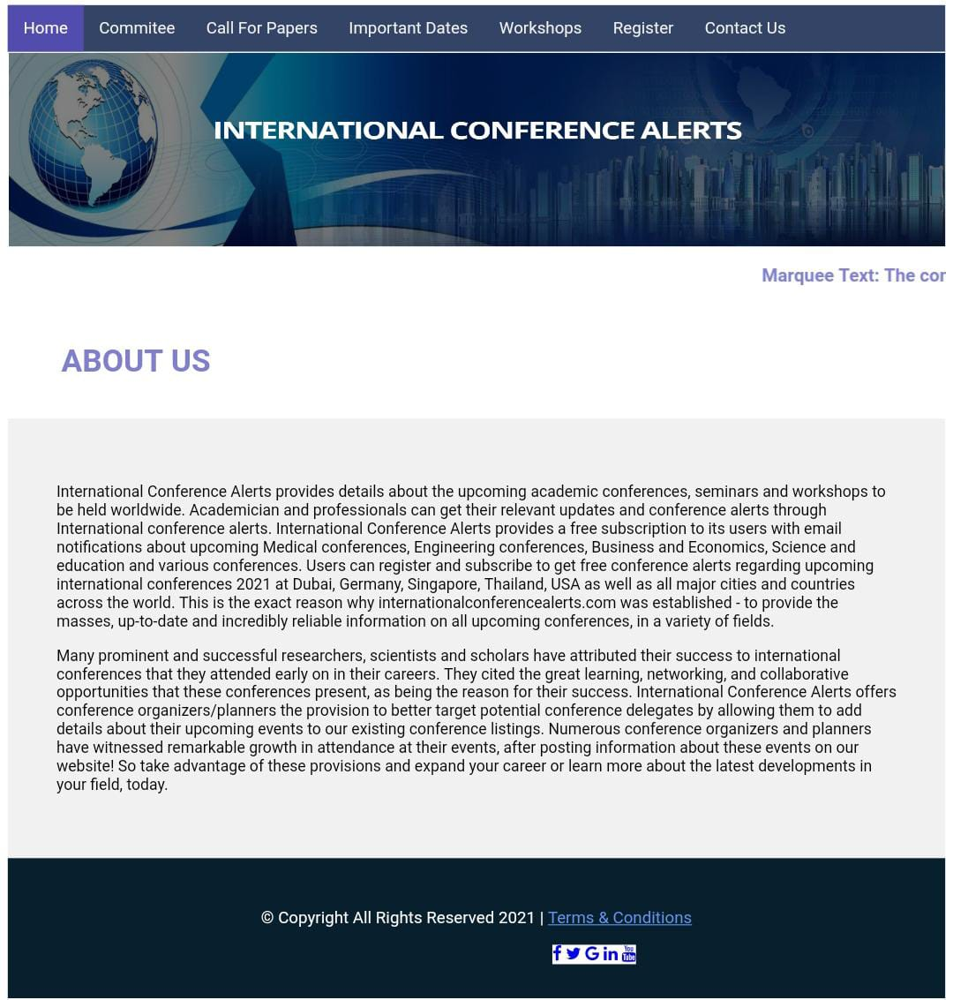 Home Commitee Call For Papers Important Dates Workshops Register Contact Us
INTERNATIONAL CONFERENCE ALERTS
Marquee Text: The
ABOUT US
International Conference Alerts provides details about the upcoming academic conferences, seminars and workshops to
be held worldwide. Academician and professionals can get their relevant updates and conference alerts through
International conference alerts. International Conference Alerts provides a free subscription to its users with email
notifications about upcoming Medical conferences, Engineering conferences, Business and Economics, Science and
education and various conferences. Users can register and subscribe to get free conference alerts regarding upcoming
international conferences 2021 at Dubai, Germany, Singapore, Thailand, USA as well as all major cities and countries
across the world. This is the exact reason why internationalconferencealerts.com was established - to provide the
masses, up-to-date and incredibly reliable information on all upcoming conferences, in a variety of fields.
Many prominent and successful researchers, scientists and scholars have attributed their success to international
conferences that they attended early on in their careers. They cited the great learning, networking, and collaborative
opportunities that these conferences present, as being the reason for their success. International Conference Alerts offers
conference organizers/planners the provision to better target potential conference delegates by allowing them to add
details about their upcoming events to our existing conference listings. Numerous conference organizers and planners
have witnessed remarkable growth in attendance at their events, after posting information about these events on our
website! So take advantage of these provisions and expand your career or learn more about the latest developments in
your field, today.
© Copyright All Rights Reserved 2021 | Terms & Conditions
You
Tube